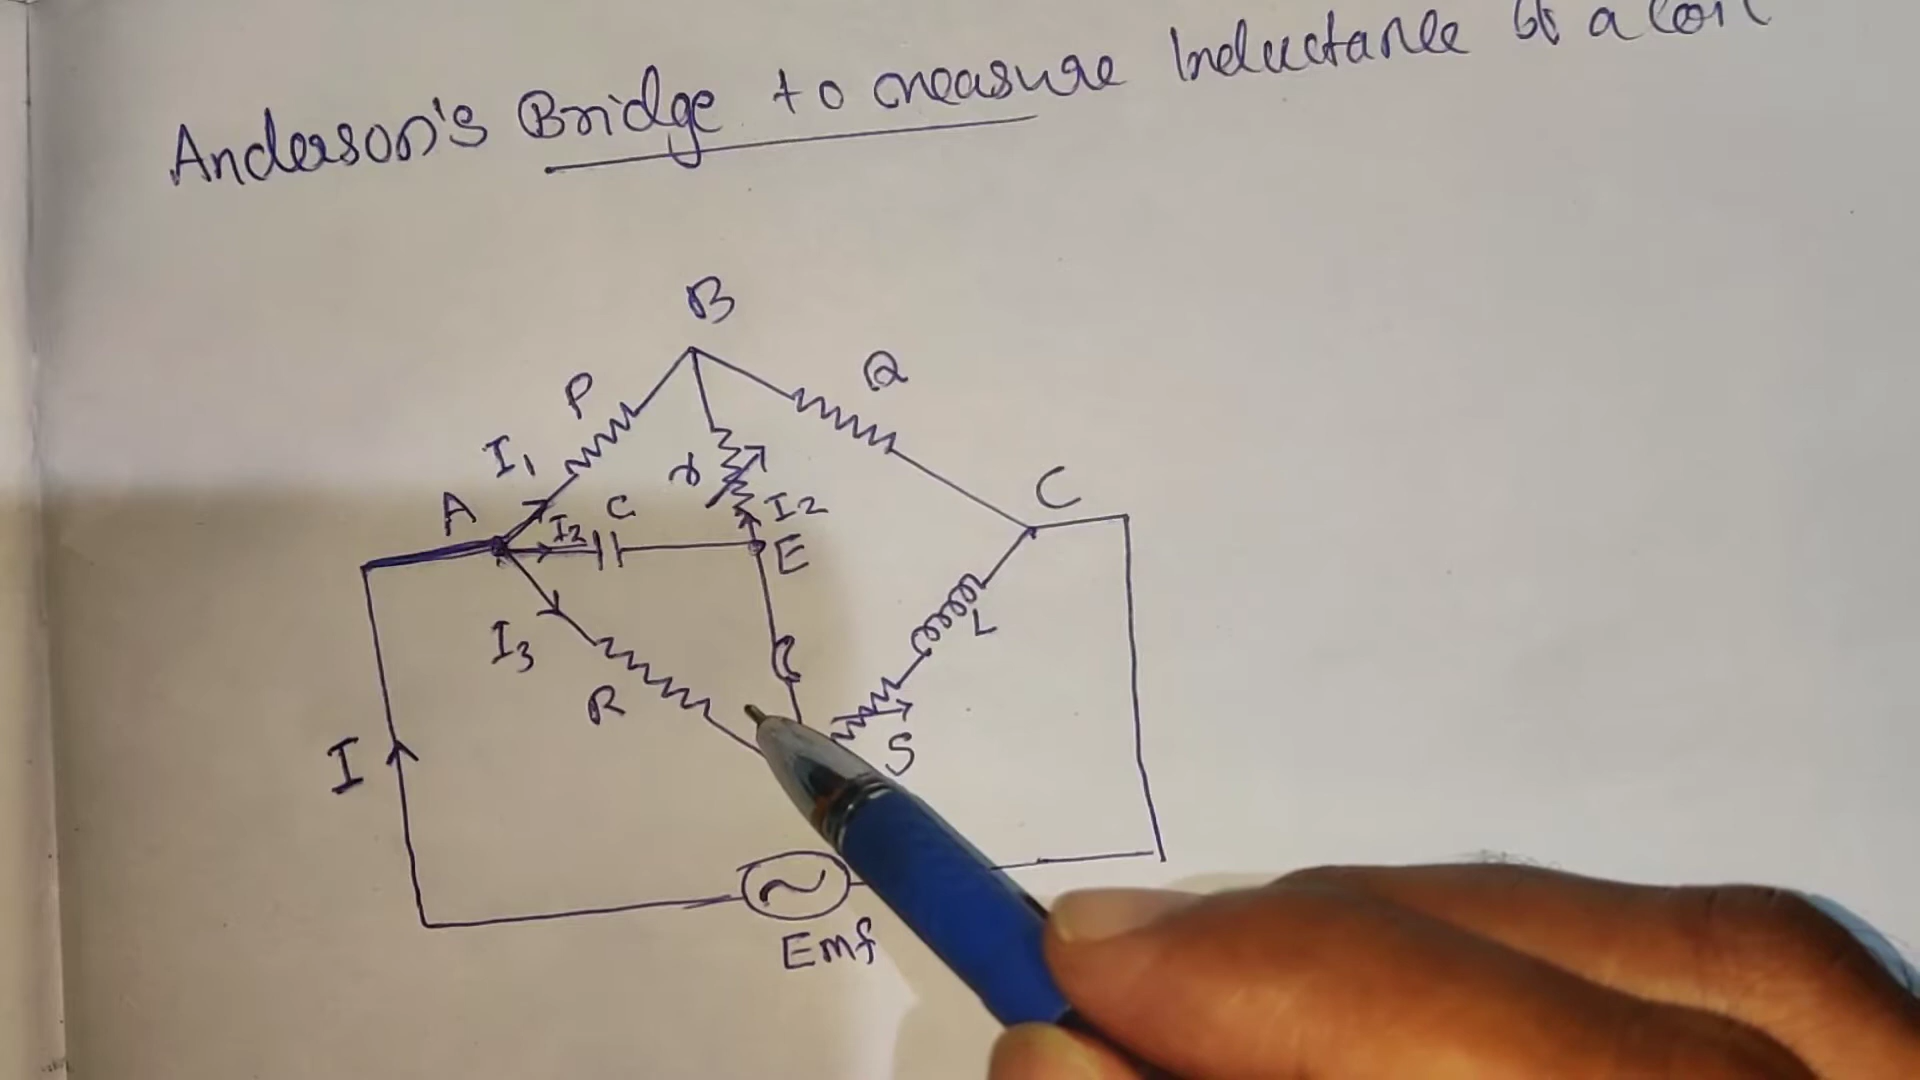 Anderson's Bridge to measure Inductance of a Coil
B
P
Q
I1
r
A
C
I2
C
I2
E
I3
L
R
S
I
Emf